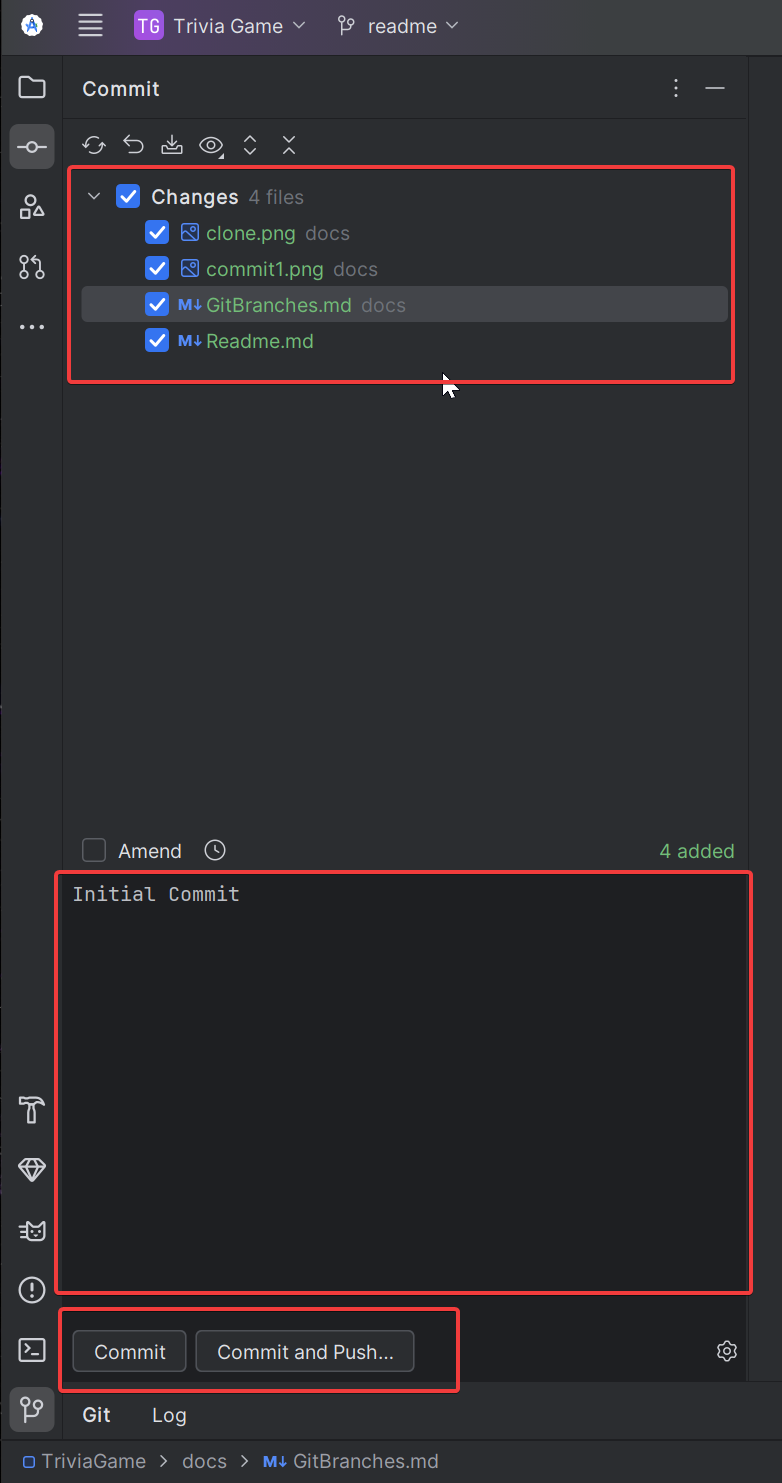 TG Trivia Game readme
Commit
Changes 4 files
clone.png docs
commit1.png docs
M↓ GitBranches.md docs
M↓ Readme.md
Amend 4 added
Initial Commit
Commit Commit and Push...
Git Log
TriviaGame > docs > M↓ GitBranches.md